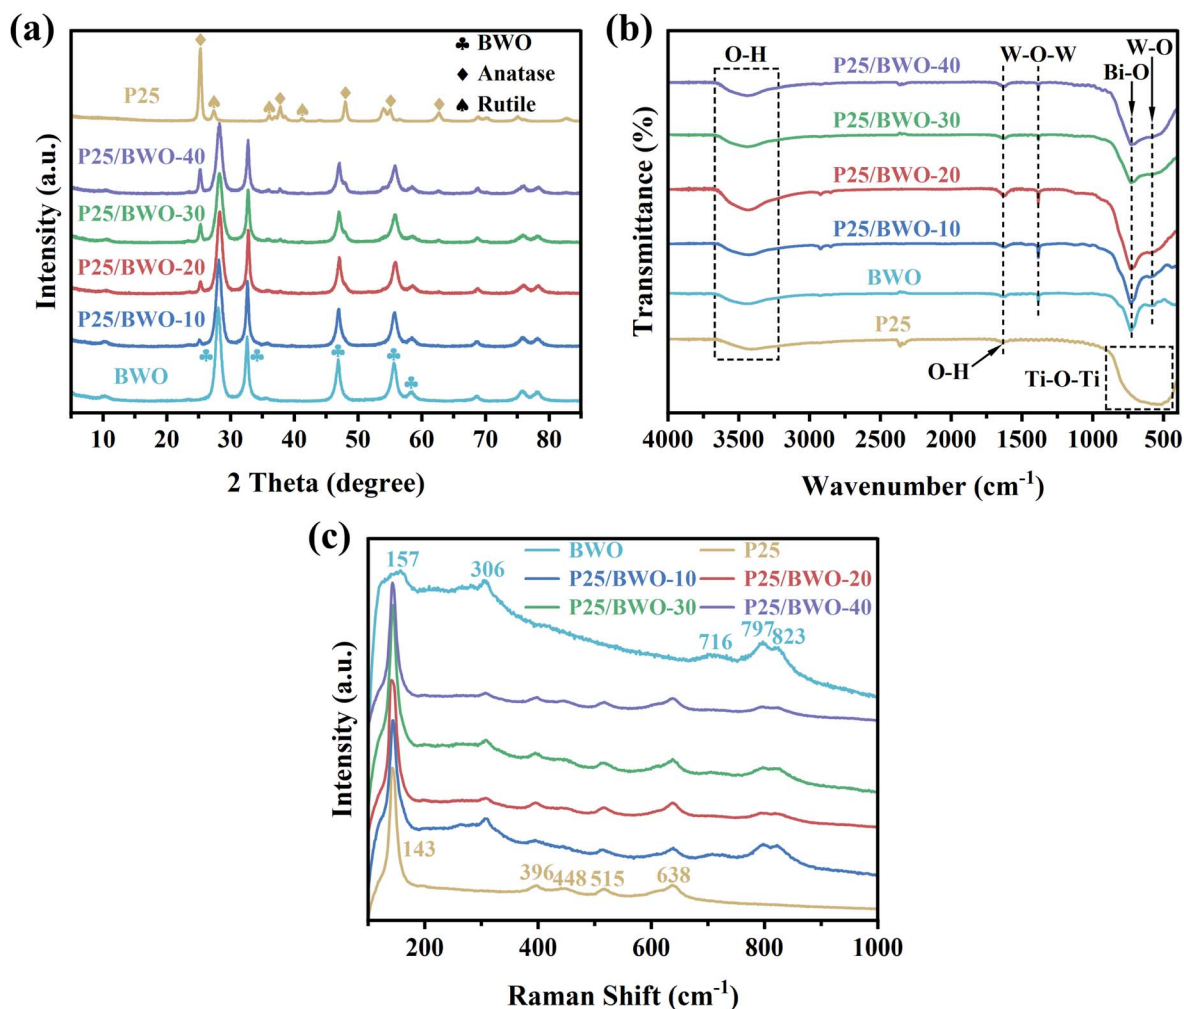 (a)
♣ BWO
♦ Anatase
♠ Rutile
P25
P25/BWO-40
P25/BWO-30
P25/BWO-20
P25/BWO-10
BWO
Intensity (a.u.)
10 20 30 40 50 60 70 80
2 Theta (degree)
(b)
O-H
W-O-W
W-O
Bi-O
P25/BWO-40
P25/BWO-30
P25/BWO-20
P25/BWO-10
BWO
P25
O-H
Ti-O-Ti
Transmittance (%)
4000 3500 3000 2500 2000 1500 1000 500
Wavenumber (cm⁻¹)
(c)
BWO P25
P25/BWO-10 P25/BWO-20
P25/BWO-30 P25/BWO-40
157
306
716
797
823
143
396
448
515
638
Intensity (a.u.)
200 400 600 800 1000
Raman Shift (cm⁻¹)